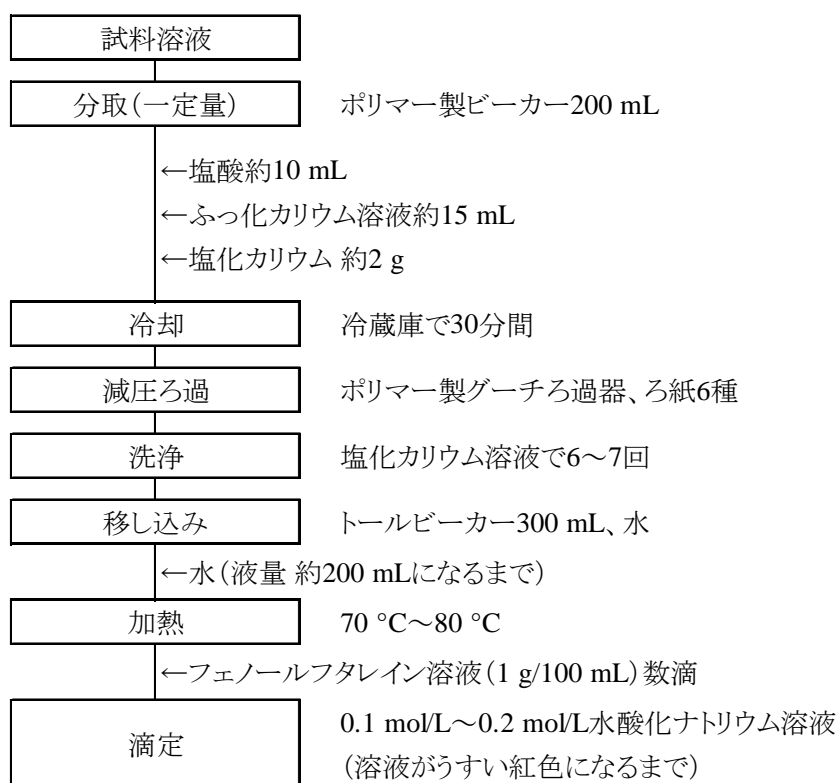 試料溶液
分取(一定量) ポリマー製ビーカー200 mL
←塩酸約10 mL
←ふっ化カリウム溶液約15 mL
←塩化カリウム 約2 g
冷却 冷蔵庫で30分間
減圧ろ過 ポリマー製グーチろ過器、ろ紙6種
洗浄 塩化カリウム溶液で6～7回
移し込み トールビーカー300 mL、水
←水(液量 約200 mLになるまで)
加熱 70 °C～80 °C
←フェノールフタレイン溶液(1 g/100 mL)数滴
滴定 0.1 mol/L～0.2 mol/L水酸化ナトリウム溶液
(溶液がうすい紅色になるまで)